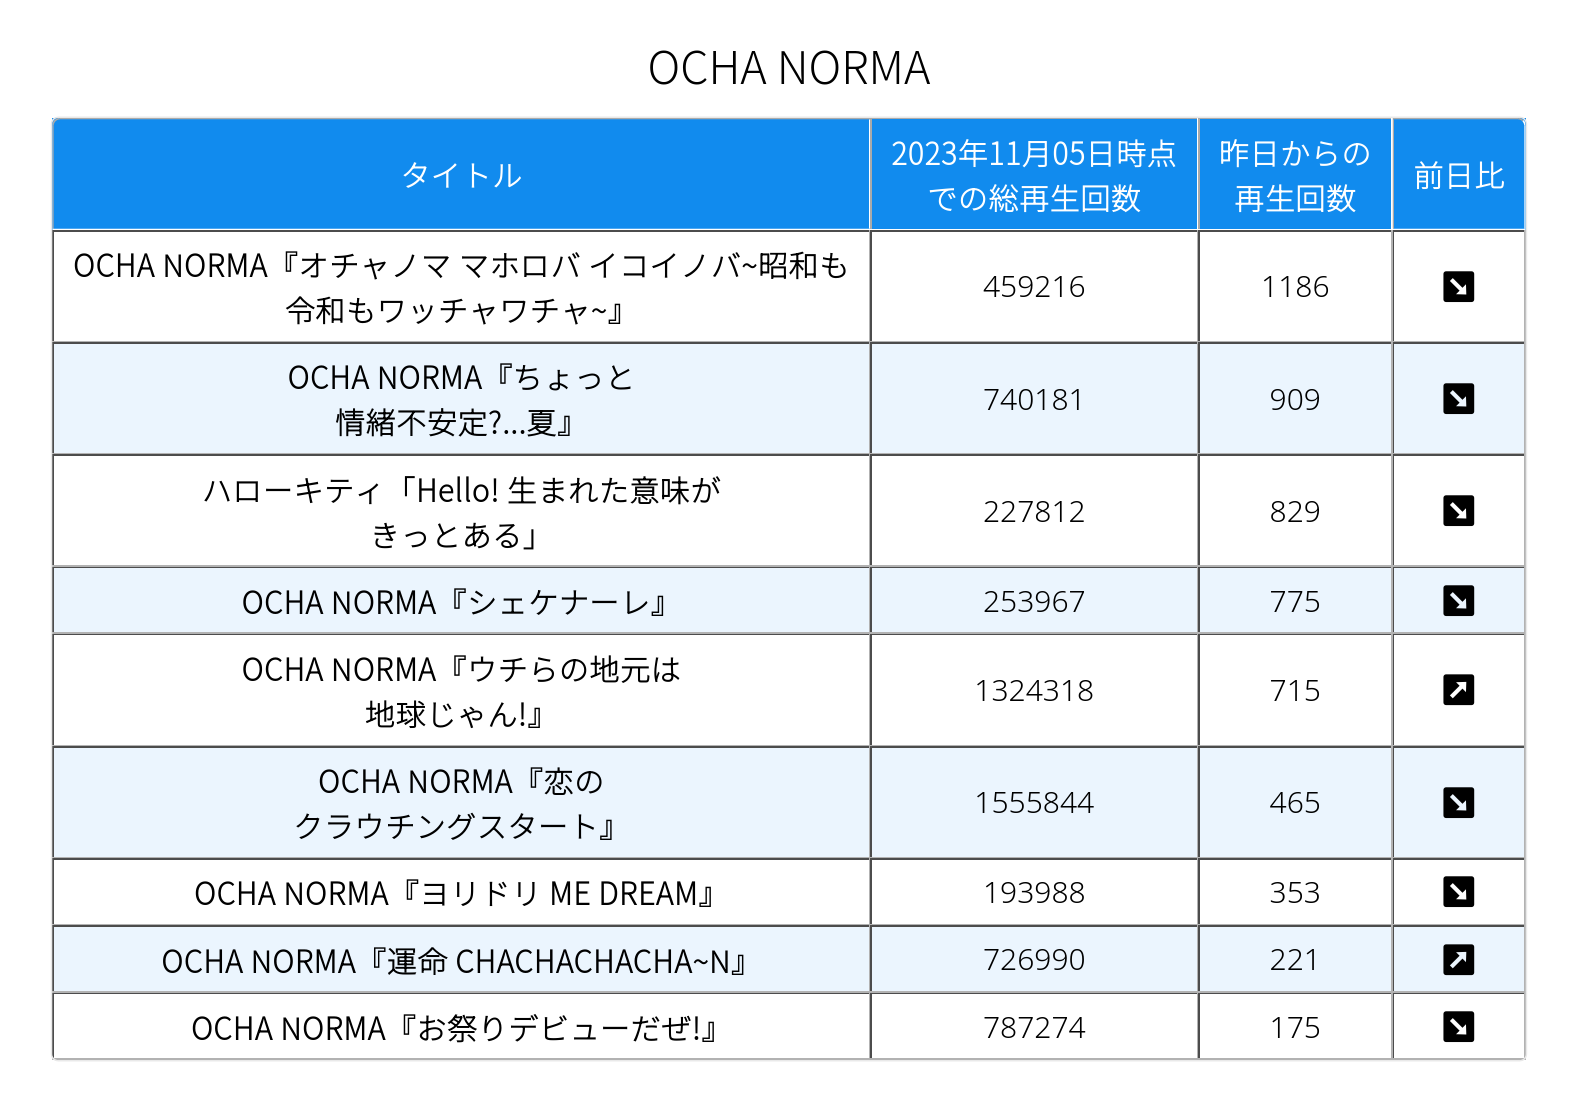 OCHA NORMA
タイトル
2023年11月05日時点
での総再生回数
昨日からの
再生回数
前日比
OCHA NORMA『オチャノマ マホロバ イコイノバ~昭和も
令和もワッチャワチャ~』
459216
1186
OCHA NORMA『ちょっと
情緒不安定?...夏』
740181
909
ハローキティ「Hello! 生まれた意味が
きっとある」
227812
829
OCHA NORMA『シェケナーレ』
253967
775
OCHA NORMA『ウチらの地元は
地球じゃん!』
1324318
715
OCHA NORMA『恋の
クラウチングスタート』
1555844
465
OCHA NORMA『ヨリドリ ME DREAM』
193988
353
OCHA NORMA『運命 CHACHACHACHA~N』
726990
221
OCHA NORMA『お祭りデビューだぜ!』
787274
175